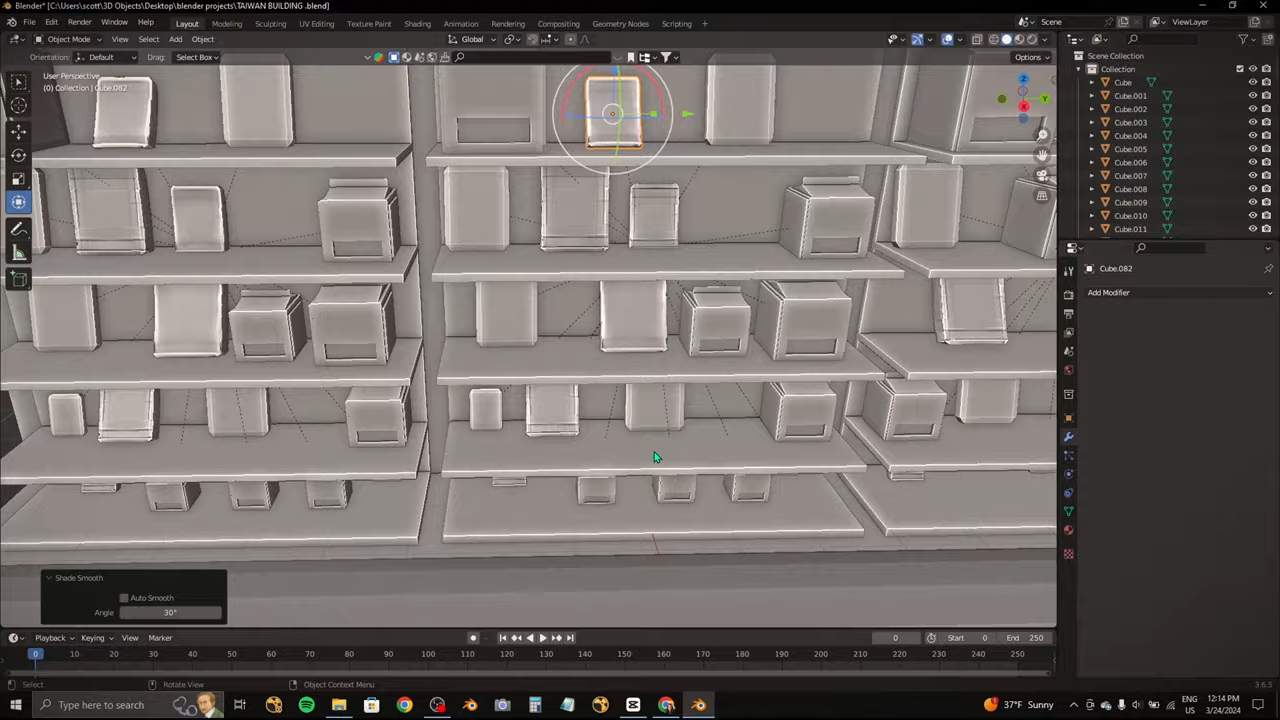 Blender* [C:\Users\scott\3D Objects\Desktop\blender projects\TAIWAN BUILDING .blend]
File Edit Render Window Help Layout Modeling Sculpting UV Editing Texture Paint Shading Animation Rendering Compositing Geometry Nodes Scripting + Scene ViewLayer
Object Mode View Select Add Object Global
Orientation: Default Drag: Select Box Options
User Perspective
(0) Collection | Cube.082
Z
Y
X
Scene Collection
Collection
Cube
Cube.001
Cube.002
Cube.003
Cube.004
Cube.005
Cube.006
Cube.007
Cube.008
Cube.009
Cube.010
Cube.011
Cube.082
Add Modifier
Shade Smooth
Auto Smooth
Angle 30°
Playback Keying View Marker 0 Start 0 End 250
0 10 20 30 40 50 60 70 80 90 100 110 120 130 140 150 160 170 180 190 200 210 220 230 240 250
Select Rotate View Object Context Menu 3.6.5
Type here to search 37°F Sunny ENG US 12:14 PM 3/24/2024